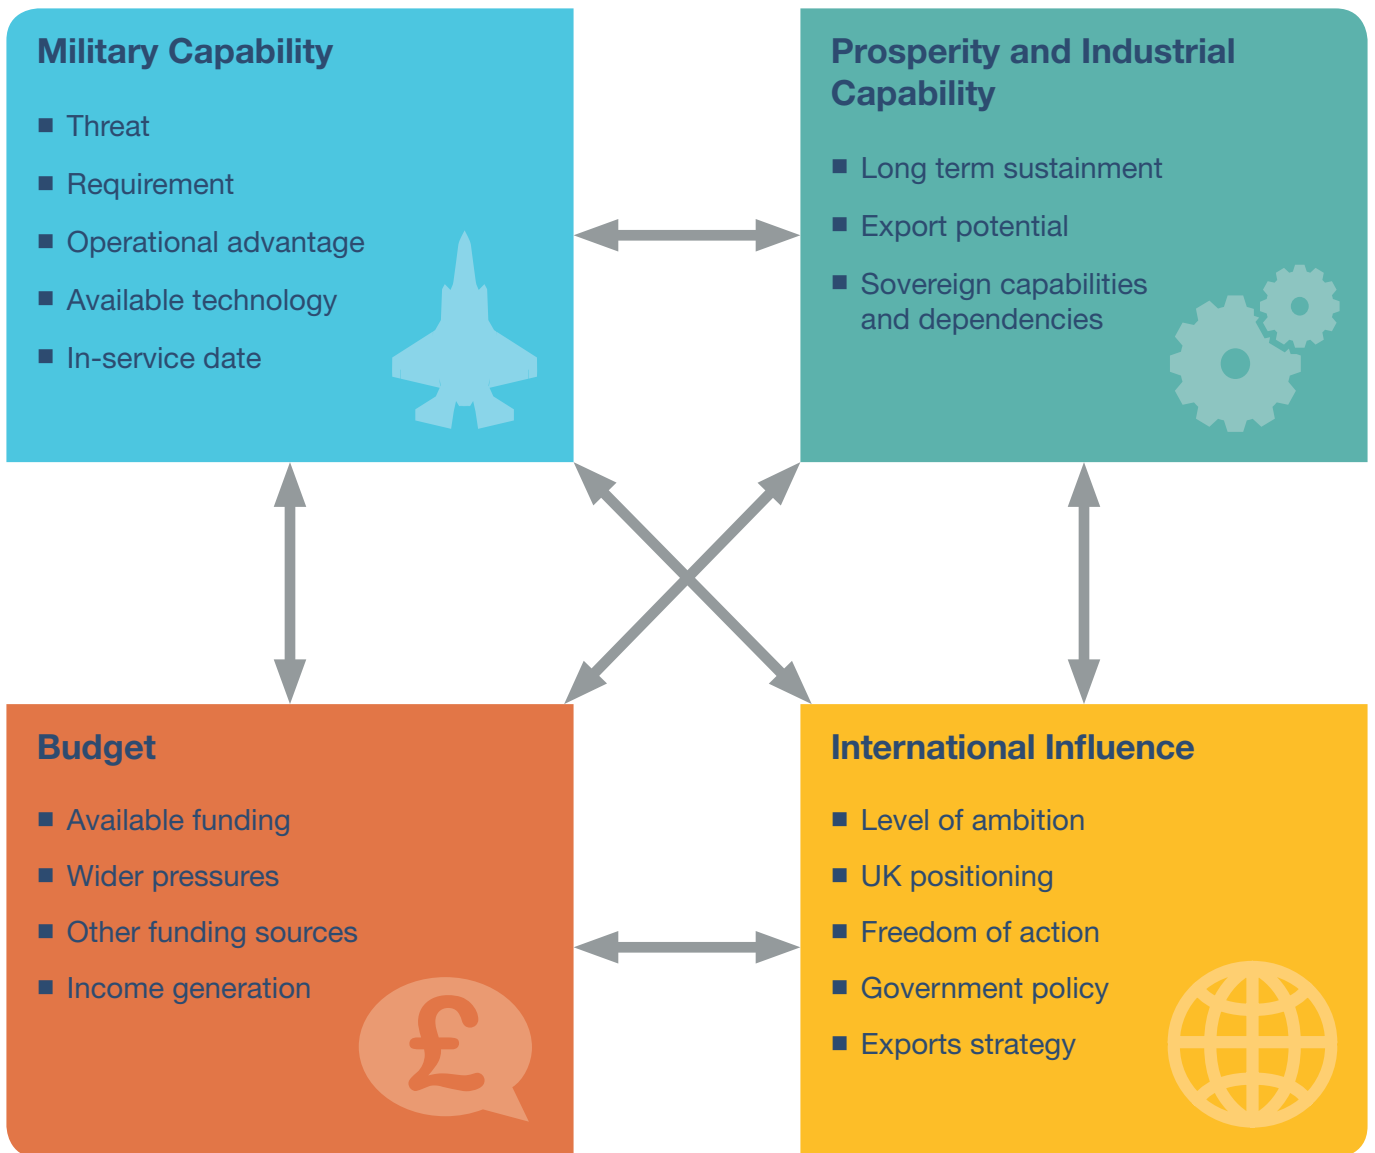 Military Capability
■ Threat
■ Requirement
■ Operational advantage
■ Available technology
■ In-service date
Prosperity and Industrial
Capability
■ Long term sustainment
■ Export potential
■ Sovereign capabilities
and dependencies
Budget
■ Available funding
■ Wider pressures
■ Other funding sources
■ Income generation
£
International Influence
■ Level of ambition
■ UK positioning
■ Freedom of action
■ Government policy
■ Exports strategy